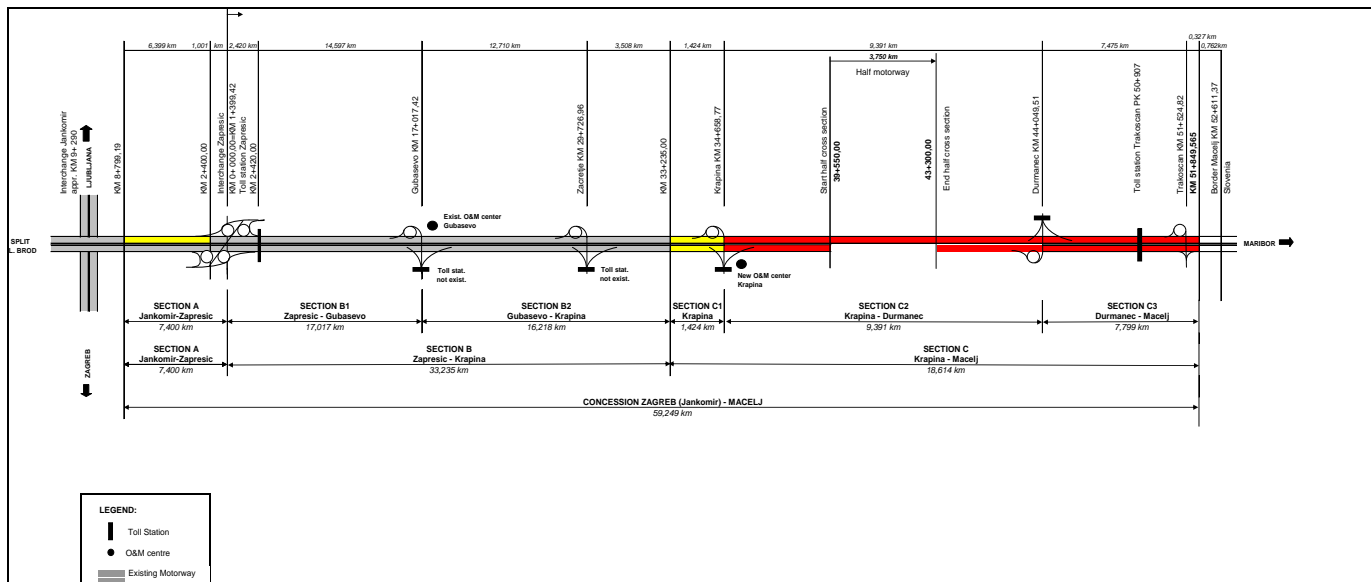 6,399 km
1,001
km
2,420 km
14,597 km
12,710 km
3,508 km
1,424 km
9,391 km
7,475 km
0,327 km
0,762km
3,750 km
Half motorway
Interchange Jankomir
appr. KM 9+ 290
LJUBLJANA
KM 8+799,19
KM 2+400,00
Interchange Zapresic
KM 0+000,00=KM 1+399,42
Toll station Zapresic
KM 2+420,00
Gubasevo KM 17+017,42
Zacretje KM 29+726,96
KM 33+235,00
Krapina KM 34+658,77
Start half cross section
39+550,00
43+300,00
End half cross section
Durmanec KM 44+049,51
Toll station Trakoscan PK 50+907
Trakoscan KM 51+524,82
KM 51+849,565
Border Macelj KM 52+611,37
Slovenia
SPLIT
L. BROD
Exist. O&M center
Gubasevo
Toll stat.
not exist.
Toll stat.
not exist.
New O&M center
Krapina
MARIBOR
SECTION A
Jankomir-Zapresic
7,400 km
SECTION B1
Zapresic - Gubasevo
17,017 km
SECTION B2
Gubasevo - Krapina
16,218 km
SECTION C1
Krapina
1,424 km
SECTION C2
Krapina - Durmanec
9,391 km
SECTION C3
Durmanec - Macelj
7,799 km
ZAGREB
SECTION A
Jankomir-Zapresic
7,400 km
SECTION B
Zapresic - Krapina
33,235 km
SECTION C
Krapina - Macelj
18,614 km
CONCESSION ZAGREB (Jankomir) - MACELJ
59,249 km
LEGEND:
Toll Station
O&M centre
Existing Motorway